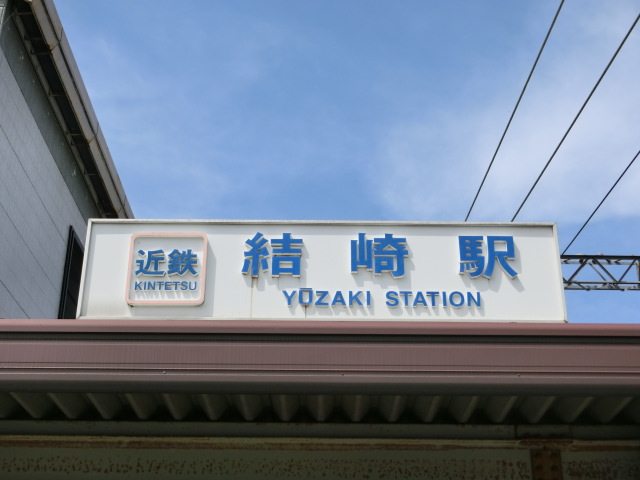 近鉄
KINTETSU
結崎駅
YŪZAKI STATION